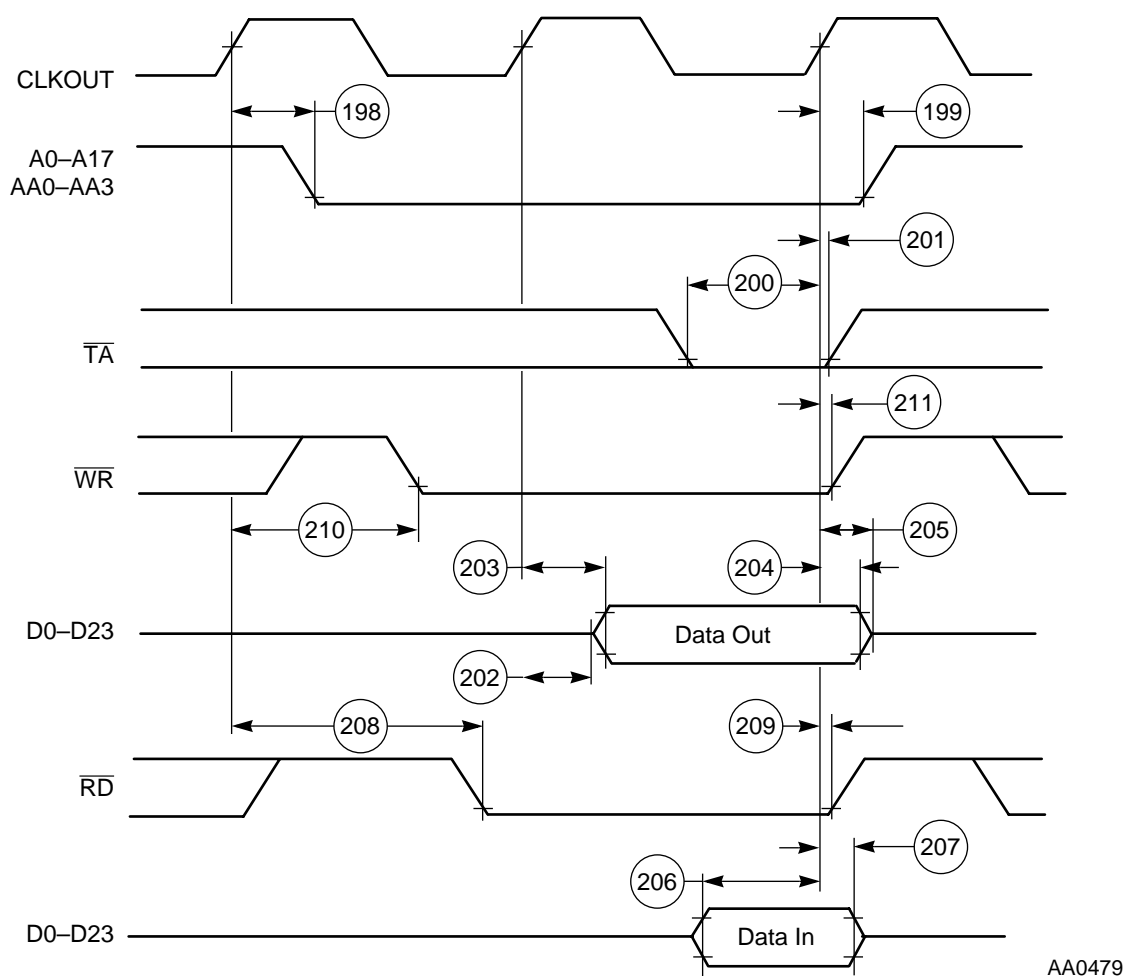 CLKOUT
198
199
A0–A17
AA0–AA3
201
200
TA
211
WR
210
205
203
204
D0–D23
Data Out
202
208
209
RD
207
206
D0–D23
Data In
AA0479